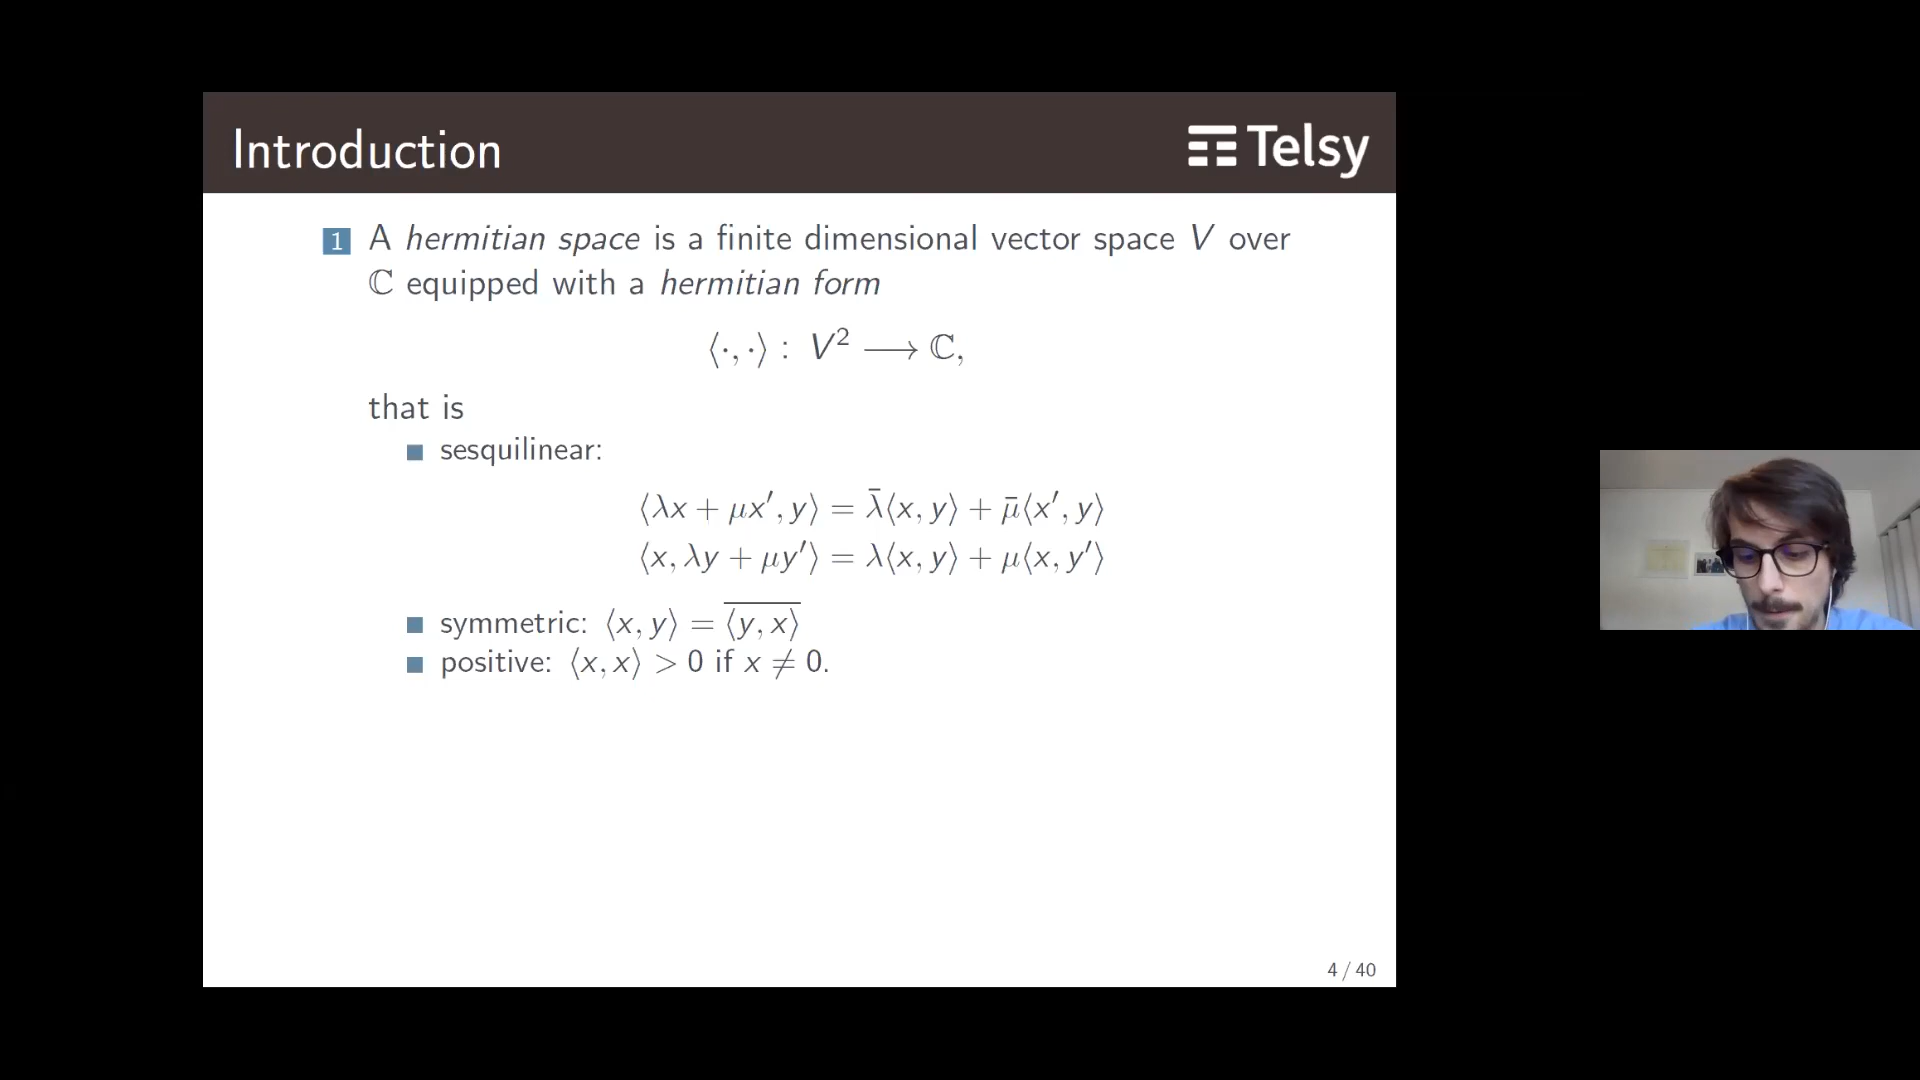 Introduction
Telsy
1 A hermitian space is a finite dimensional vector space V over
ℂ equipped with a hermitian form
⟨·, ·⟩ : V² ⟶ ℂ,
that is
■ sesquilinear:
⟨λx + μx′, y⟩ = λ̄⟨x, y⟩ + μ̄⟨x′, y⟩
⟨x, λy + μy′⟩ = λ⟨x, y⟩ + μ⟨x, y′⟩
■ symmetric: ⟨x, y⟩ = \overline{⟨y, x⟩}
■ positive: ⟨x, x⟩ > 0 if x ≠ 0.
4 / 40